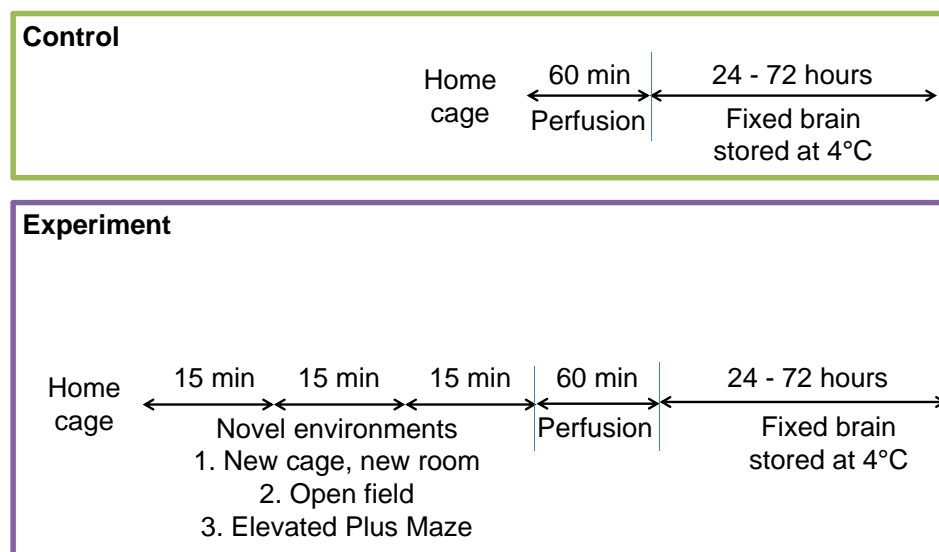 Control
Home
cage
60 min
Perfusion
24 - 72 hours
Fixed brain
stored at 4°C
Experiment
Home
cage
15 min
15 min
15 min
Novel environments
1. New cage, new room
2. Open field
3. Elevated Plus Maze
60 min
Perfusion
24 - 72 hours
Fixed brain
stored at 4°C